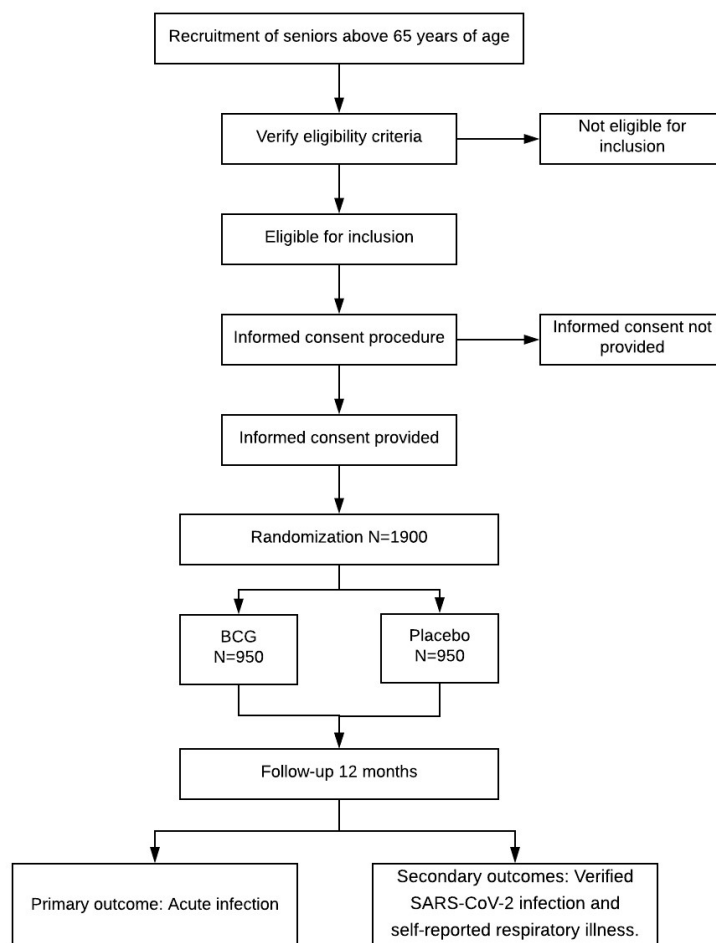 Recruitment of seniors above 65 years of age
Verify eligibility criteria
Not eligible for
inclusion
Eligible for inclusion
Informed consent procedure
Informed consent not
provided
Informed consent provided
Randomization N=1900
BCG
N=950
Placebo
N=950
Follow-up 12 months
Primary outcome: Acute infection
Secondary outcomes: Verified
SARS-CoV-2 infection and
self-reported respiratory illness.